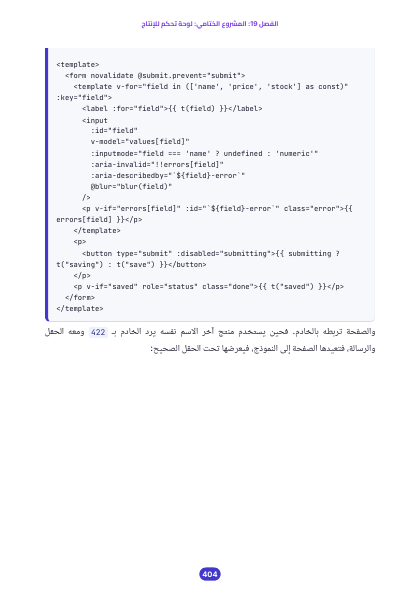 الفصل 19: المشروع الختامي: لوحة تحكم للإنتاج
<template>
  <form novalidate @submit.prevent="submit">
    <template v-for="field in (['name', 'price', 'stock'] as const)"
:key="field">
      <label :for="field">{{ t(field) }}</label>
      <input
        :id="field"
        v-model="values[field]"
        :inputmode="field === 'name' ? undefined : 'numeric'"
        :aria-invalid="!!errors[field]"
        :aria-describedby="`${field}-error`"
        @blur="blur(field)"
      />
      <p v-if="errors[field]" :id="`${field}-error`" class="error">{{
errors[field] }}</p>
    </template>
    <p>
      <button type="submit" :disabled="submitting">{{ submitting ?
t("saving") : t("save") }}</button>
    </p>
    <p v-if="saved" role="status" class="done">{{ t("saved") }}</p>
  </form>
</template>
والصفحة تربطه بالخادم. فحين يستخدم منتج آخر الاسم نفسه يرد الخادم بـ 422 ومعه الحقل
والرسالة، فتعيدها الصفحة إلى النموذج، فيعرضها تحت الحقل الصحيح:
404